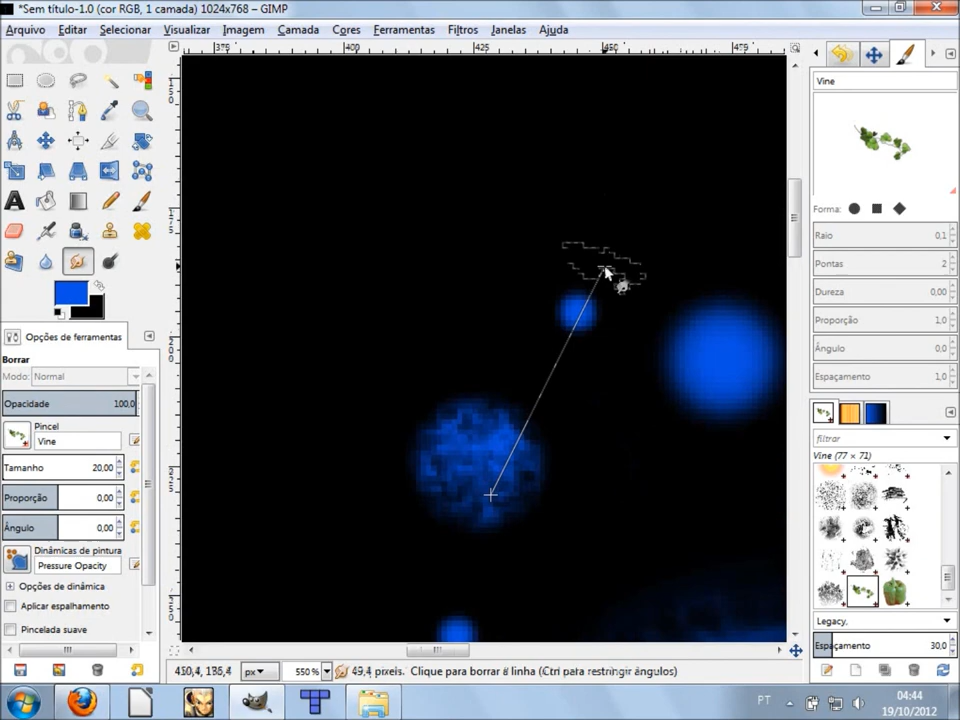 *Sem título-1.0 (cor RGB, 1 camada) 1024x768 – GIMP
Arquivo Editar Selecionar Visualizar Imagem Camada Cores Ferramentas Filtros Janelas Ajuda
375 400 425 450 475
Vine
Forma:
Raio 0,1
Pontas 2
Dureza 0,00
Proporção 1,0
Ângulo 0,0
Espaçamento 1,0
Opções de ferramentas
Borrar
Modo: Normal
Opacidade 100,0
Pincel
Vine
Tamanho 20,00
Proporção 0,00
Ângulo 0,00
Dinâmicas de pintura
Pressure Opacity
Opções de dinâmica
Aplicar espalhamento
Pincelada suave
filtrar
Vine (77 × 71)
Legacy,
Espaçamento 30,0
px 550 % 49,4 pixels. Clique para borrar a linha (Ctrl para restringir ângulos)
PT
04:44
19/10/2012